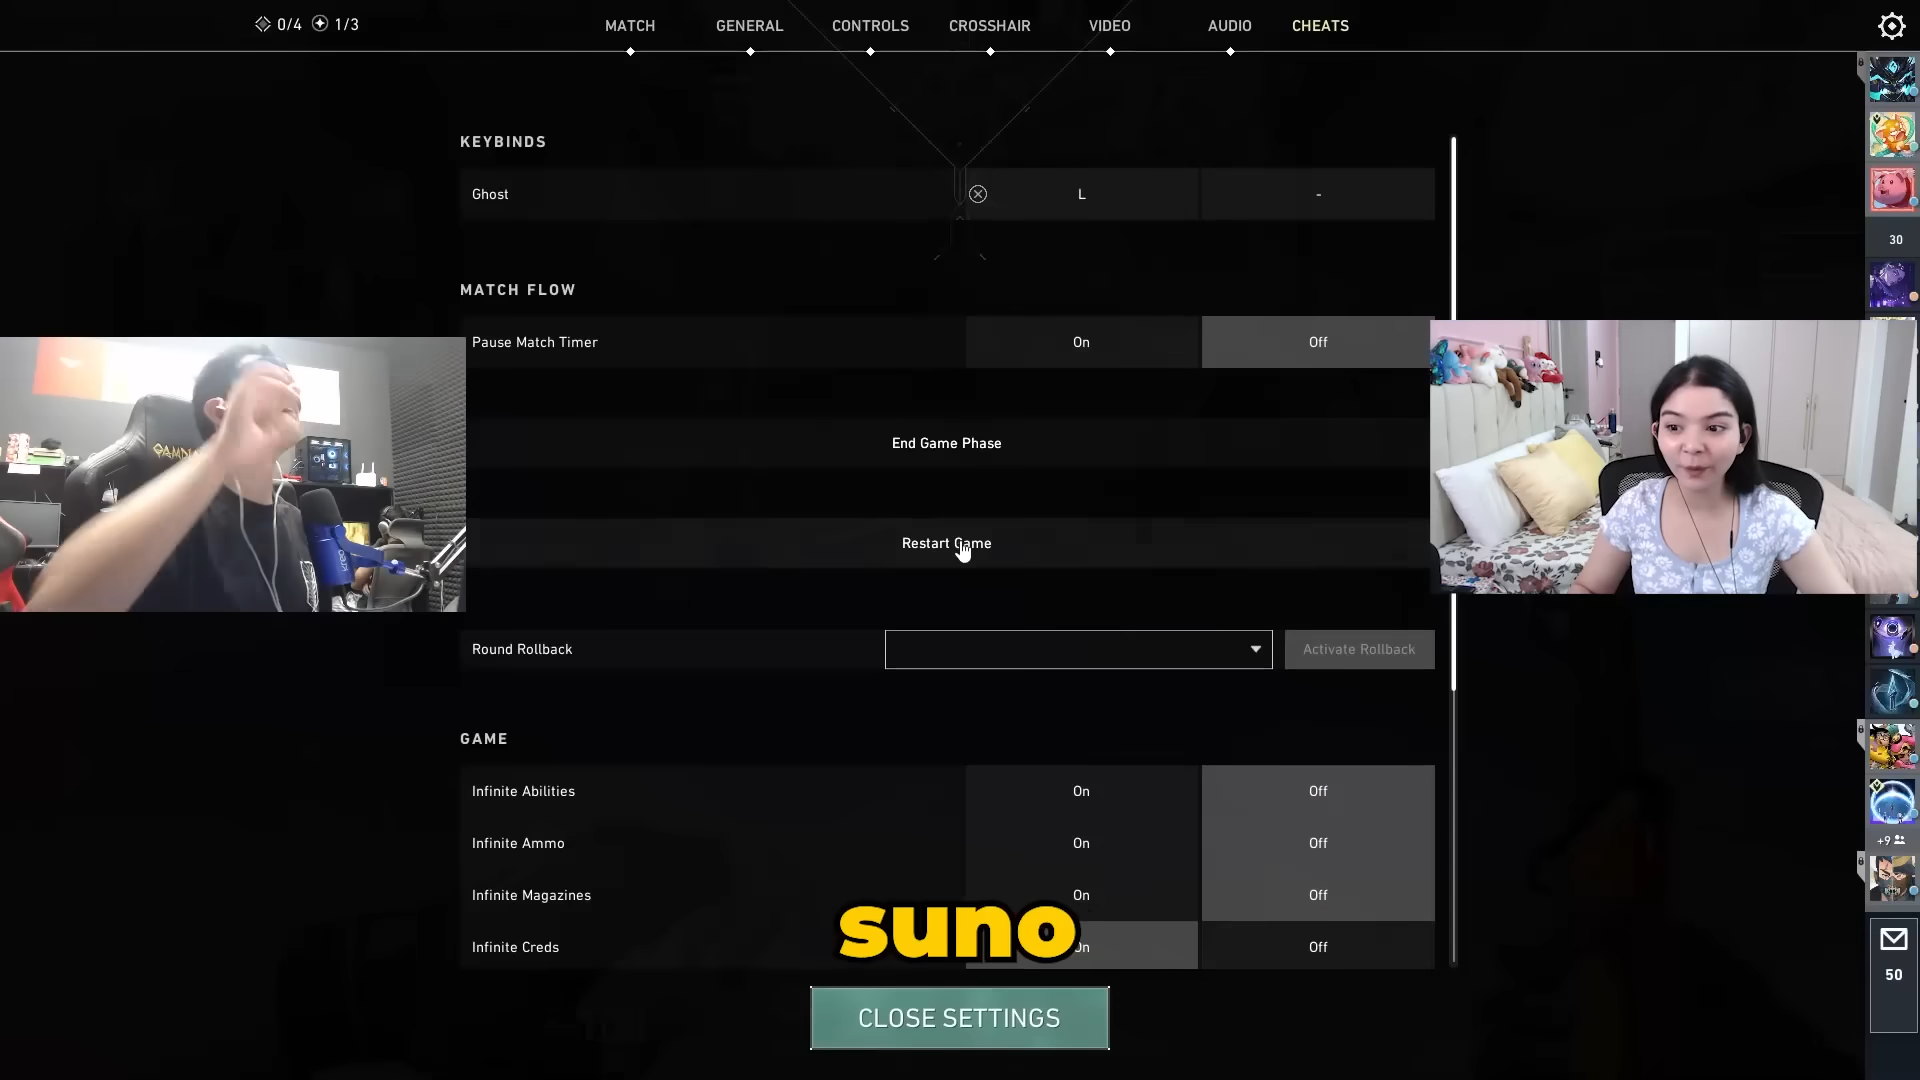 0/4 1/3
MATCH GENERAL CONTROLS CROSSHAIR VIDEO AUDIO CHEATS
KEYBINDS
Ghost L -
MATCH FLOW
Pause Match Timer On Off
End Game Phase
Restart Game
Round Rollback Activate Rollback
GAME
Infinite Abilities On Off
Infinite Ammo On Off
Infinite Magazines On Off
Infinite Creds On Off
suno
CLOSE SETTINGS
30
+9
50